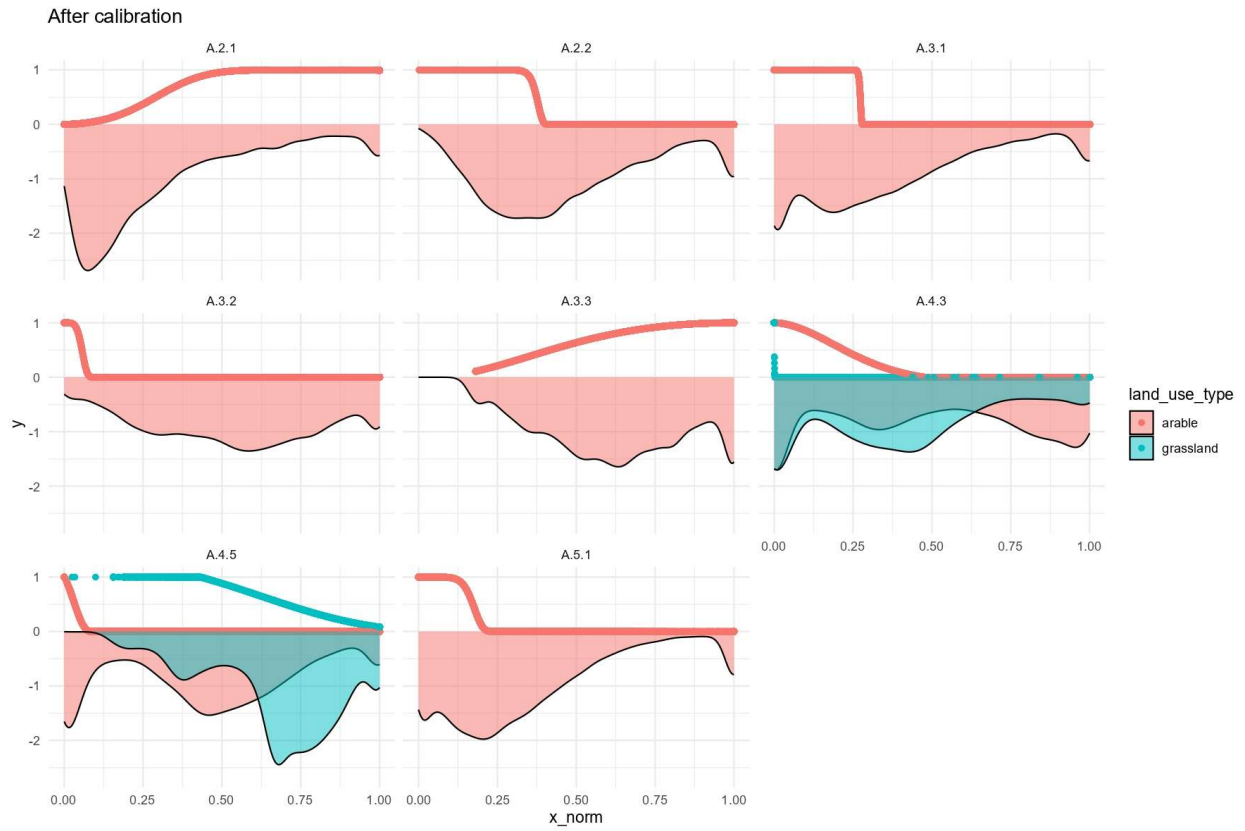 After calibration
A.2.1
A.2.2
A.3.1
1
0
-1
-2
A.3.2
A.3.3
A.4.3
1
0
-1
-2
0.00 0.25 0.50 0.75 1.00
y
land_use_type
arable
grassland
A.4.5
A.5.1
1
0
-1
-2
0.00 0.25 0.50 0.75 1.00
0.00 0.25 0.50 0.75 1.00
x_norm